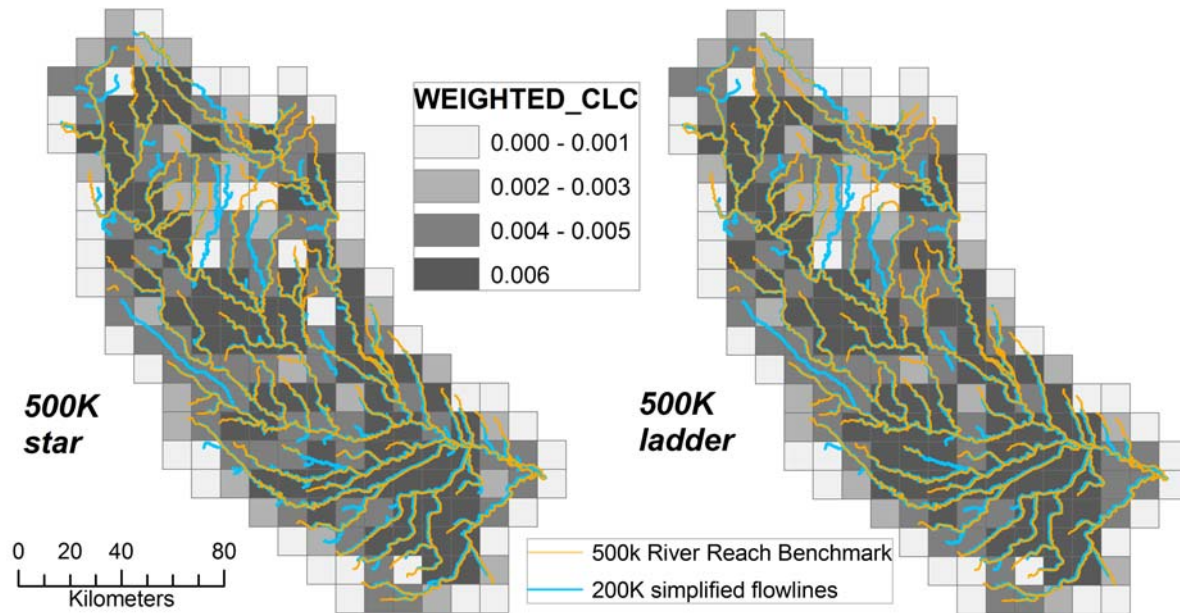 WEIGHTED_CLC
0.000 - 0.001
0.002 - 0.003
0.004 - 0.005
0.006
500K
star
500K
ladder
0 20 40 80
Kilometers
500k River Reach Benchmark
200K simplified flowlines